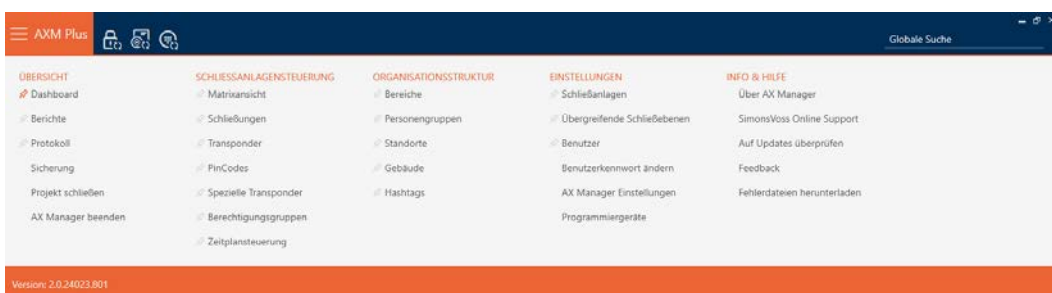 AXM Plus
Globale Suche
ÜBERSICHT
Dashboard
Berichte
Protokoll
Sicherung
Projekt schließen
AX Manager beenden
SCHLIESSANLAGENSTEUERUNG
Matrixansicht
Schließungen
Transponder
PinCodes
Spezielle Transponder
Berechtigungsgruppen
Zeitplansteuerung
ORGANISATIONSSTRUKTUR
Bereiche
Personengruppen
Standorte
Gebäude
Hashtags
EINSTELLUNGEN
Schließanlagen
Übergreifende Schließebenen
Benutzer
Benutzerkennwort ändern
AX Manager Einstellungen
Programmiergeräte
INFO & HILFE
Über AX Manager
SimonsVoss Online Support
Auf Updates überprüfen
Feedback
Fehlerdateien herunterladen
Version: 2.0.24023.801